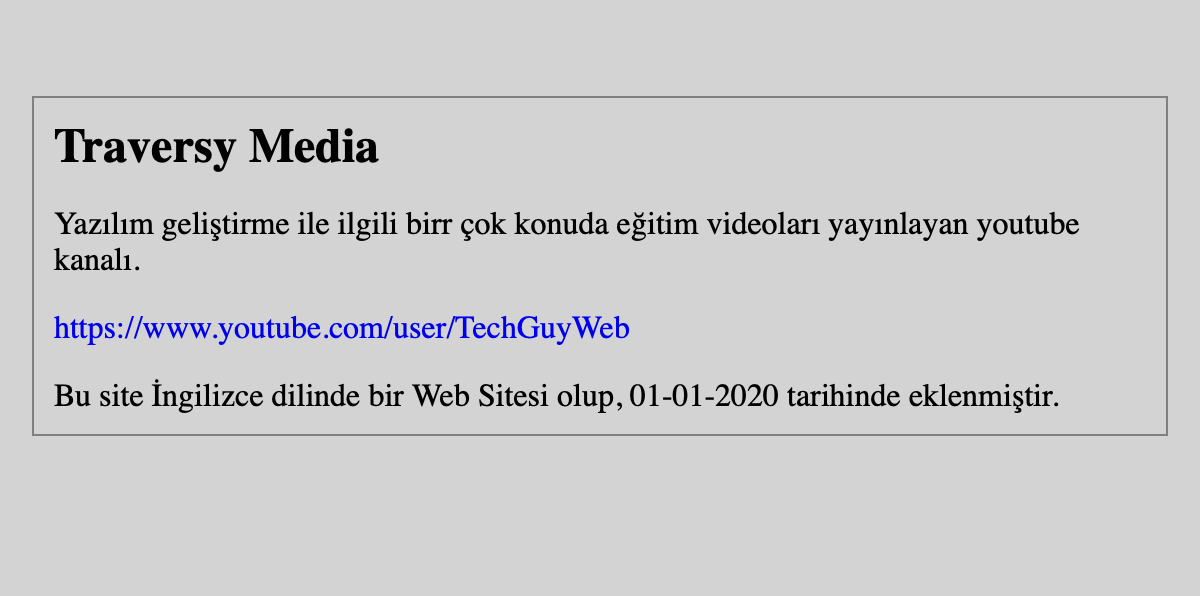 Traversy Media
Yazılım geliştirme ile ilgili birr çok konuda eğitim videoları yayınlayan youtube
kanalı.
https://www.youtube.com/user/TechGuyWeb
Bu site İngilizce dilinde bir Web Sitesi olup, 01-01-2020 tarihinde eklenmiştir.